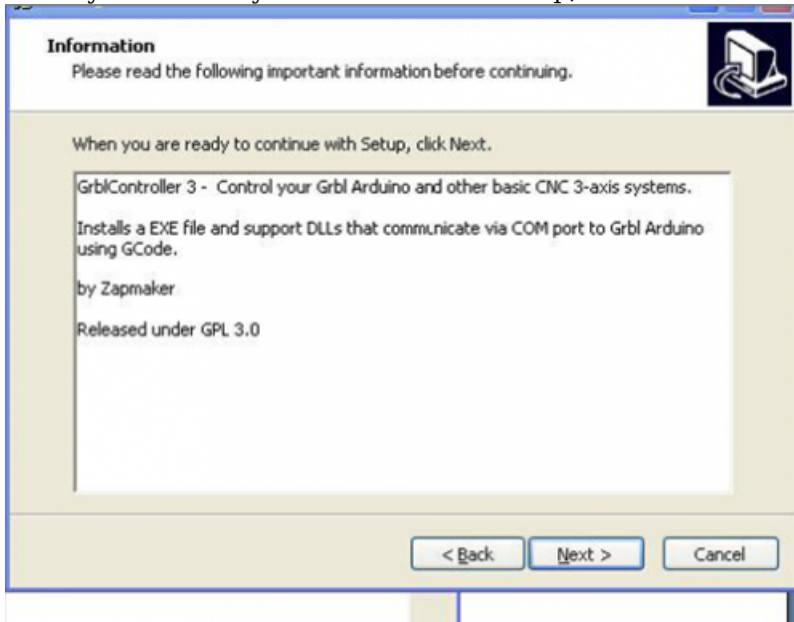 Information
Please read the following important information before continuing.
When you are ready to continue with Setup, click Next.
GrblController 3 - Control your Grbl Arduino and other basic CNC 3-axis systems.
Installs a EXE file and support DLLs that communicate via COM port to Grbl Arduino
using GCode.
by Zapmaker
Released under GPL 3.0
< Back Next > Cancel